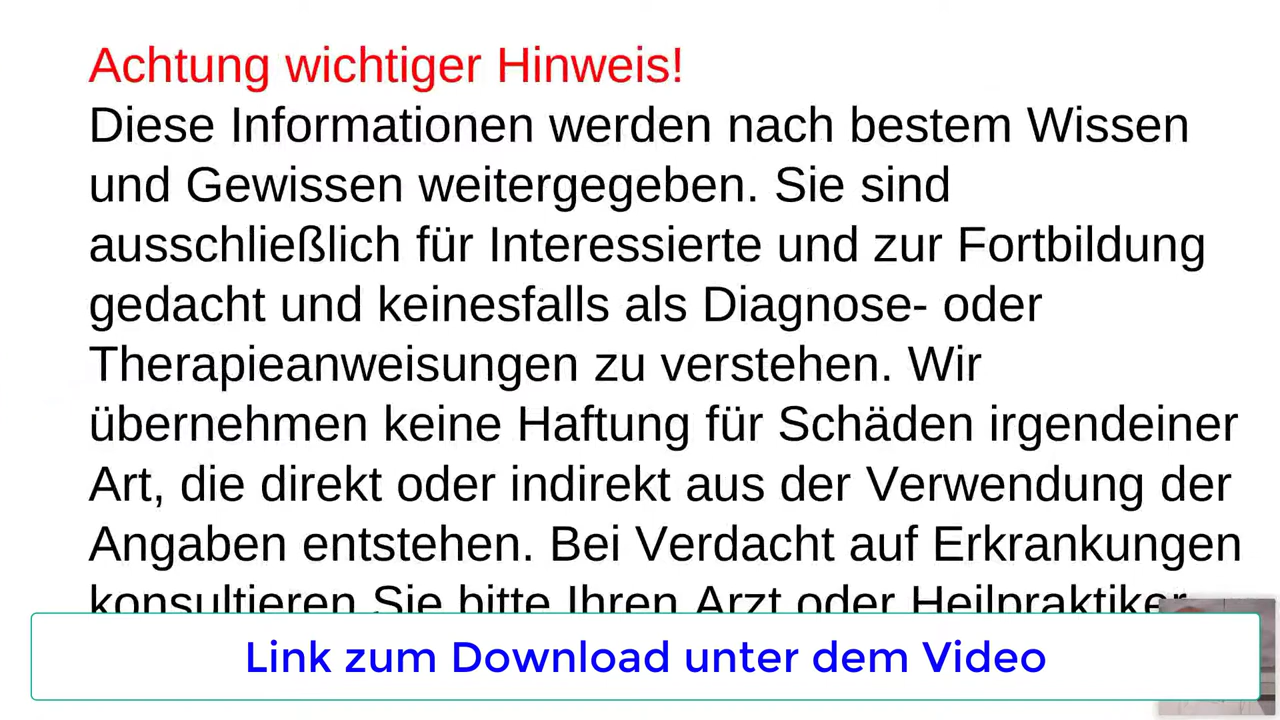 Achtung wichtiger Hinweis!
Diese Informationen werden nach bestem Wissen
und Gewissen weitergegeben. Sie sind
ausschließlich für Interessierte und zur Fortbildung
gedacht und keinesfalls als Diagnose- oder
Therapieanweisungen zu verstehen. Wir
übernehmen keine Haftung für Schäden irgendeiner
Art, die direkt oder indirekt aus der Verwendung der
Angaben entstehen. Bei Verdacht auf Erkrankungen
konsultieren Sie bitte Ihren Arzt oder Heilpraktiker
Link zum Download unter dem Video